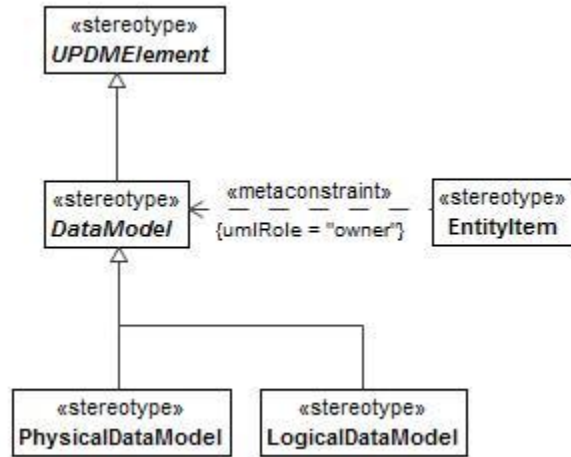 «stereotype»
UPDMElement
«stereotype»
DataModel
«metaconstraint»
{umlRole = "owner"}
«stereotype»
EntityItem
«stereotype»
PhysicalDataModel
«stereotype»
LogicalDataModel